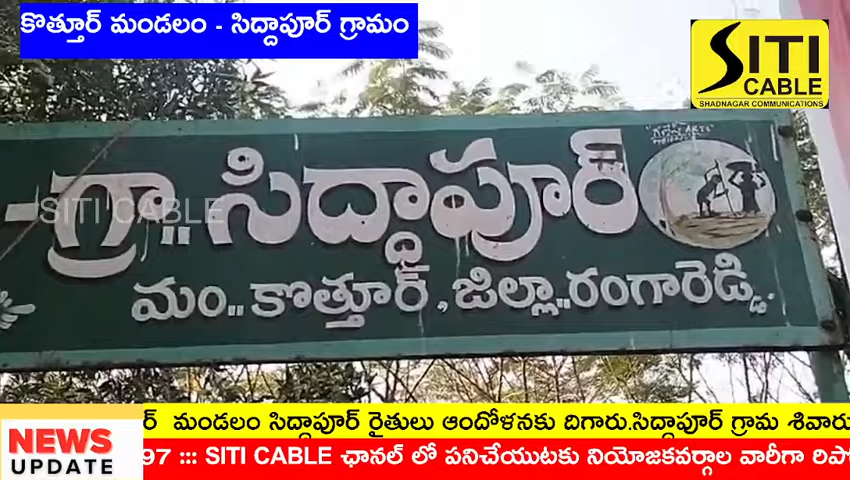 కొత్తూర్ మండలం - సిద్దాపూర్ గ్రామం
SITI
CABLE
SHADNAGAR COMMUNICATIONS
- గ్రా.. సిద్ధాపూర్
SITI CABLE
మం.. కొత్తూర్, జిల్లా.. రంగారెడ్డి.
ర్ మండలం సిద్దాపూర్ రైతులు ఆందోళనకు దిగారు.సిద్దాపూర్ గ్రామ శివారు
NEWS
UPDATE
97 ::: SITI CABLE ఛానల్ లో పనిచేయుటకు నియోజకవర్గాల వారీగా రిపో